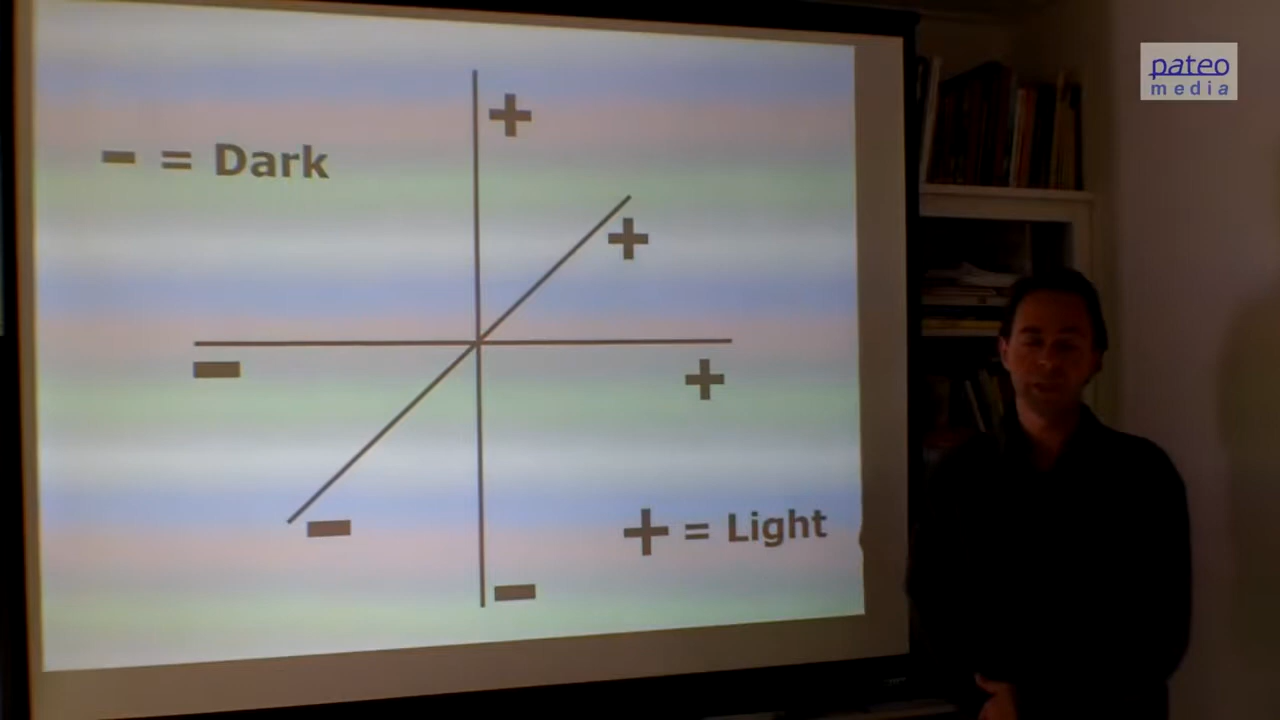 pateo
media
+
- = Dark
+
- +
+ = Light
-
-